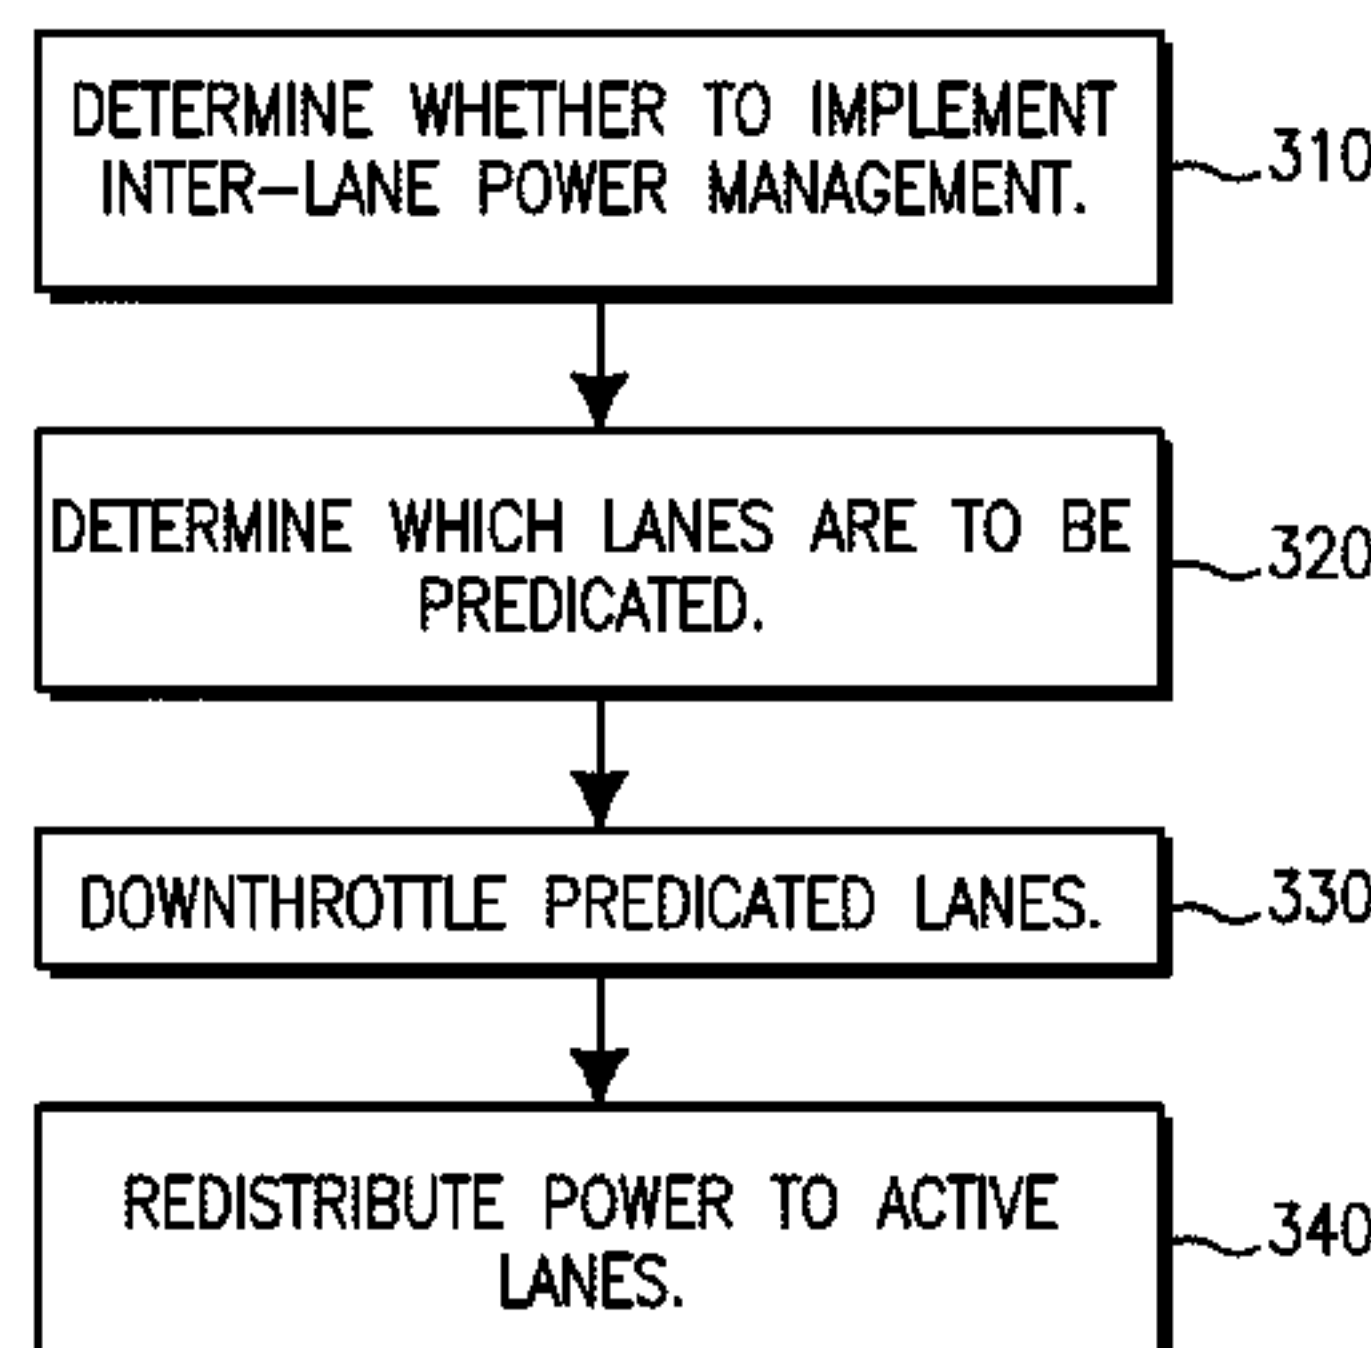 DETERMINE WHETHER TO IMPLEMENT
INTER-LANE POWER MANAGEMENT.
310
DETERMINE WHICH LANES ARE TO BE
PREDICATED.
320
DOWNTHROTTLE PREDICATED LANES.
330
REDISTRIBUTE POWER TO ACTIVE
LANES.
340